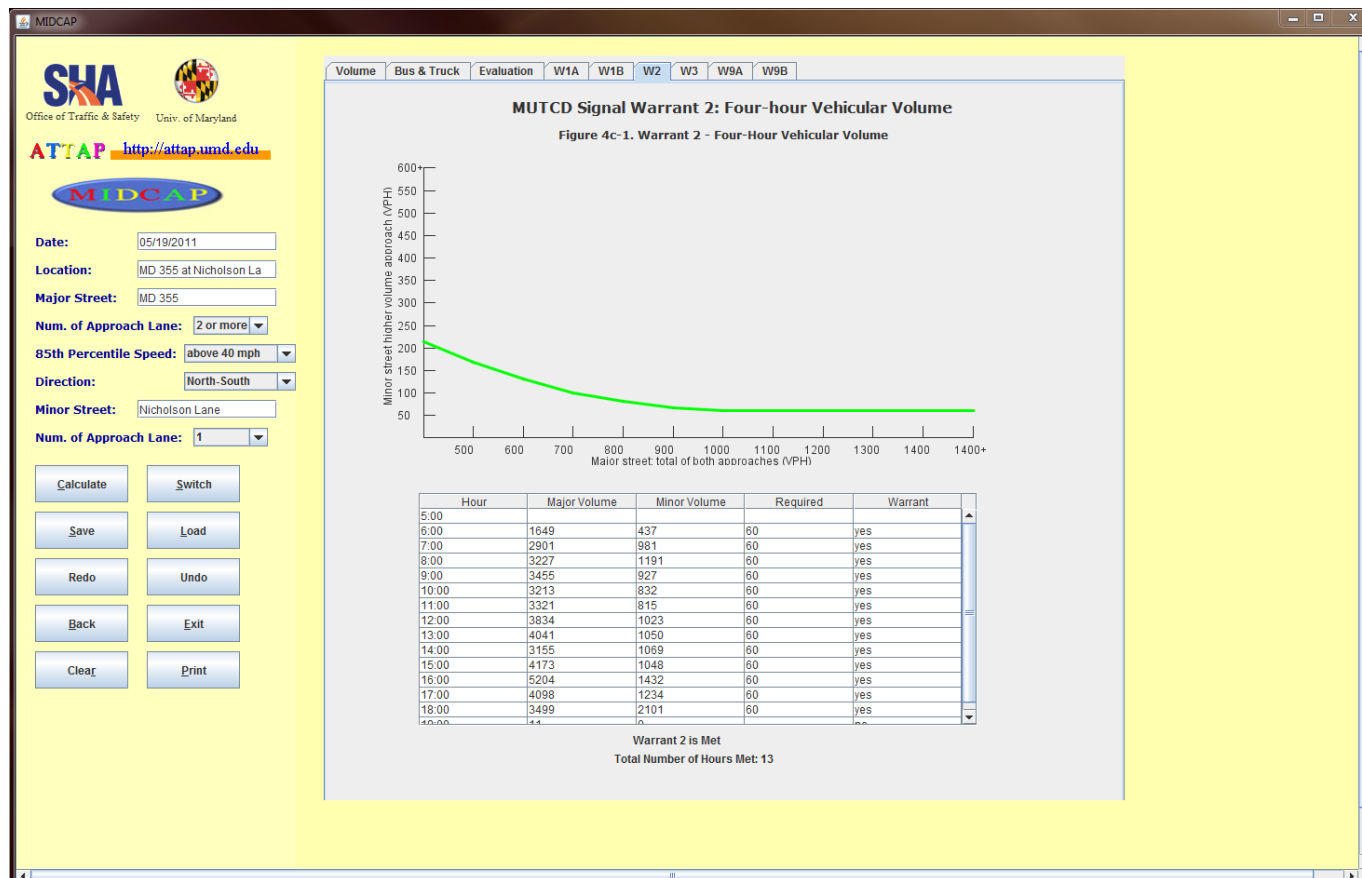 MIDCAP
SHA
Office of Traffic & Safety
Univ. of Maryland
ATTAP http://attap.umd.edu
MIDCAP
Date: 05/19/2011
Location: MD 355 at Nicholson La
Major Street: MD 355
Num. of Approach Lane: 2 or more
85th Percentile Speed: above 40 mph
Direction: North-South
Minor Street: Nicholson Lane
Num. of Approach Lane: 1
Calculate Switch
Save Load
Redo Undo
Back Exit
Clear Print
Volume Bus & Truck Evaluation W1A W1B W2 W3 W9A W9B
MUTCD Signal Warrant 2: Four-hour Vehicular Volume
Figure 4c-1. Warrant 2 - Four-Hour Vehicular Volume
Minor street higher volume approach (VPH)
600+
550
500
450
400
350
300
250
200
150
100
50
500 600 700 800 900 1000 1100 1200 1300 1400 1400+
Major street: total of both approaches (VPH)
Hour Major Volume Minor Volume Required Warrant
5:00
6:00 1649 437 60 yes
7:00 2901 981 60 yes
8:00 3227 1191 60 yes
9:00 3455 927 60 yes
10:00 3213 832 60 yes
11:00 3321 815 60 yes
12:00 3834 1023 60 yes
13:00 4041 1050 60 yes
14:00 3155 1069 60 yes
15:00 4173 1048 60 yes
16:00 5204 1432 60 yes
17:00 4098 1234 60 yes
18:00 3499 2101 60 yes
Warrant 2 is Met
Total Number of Hours Met: 13